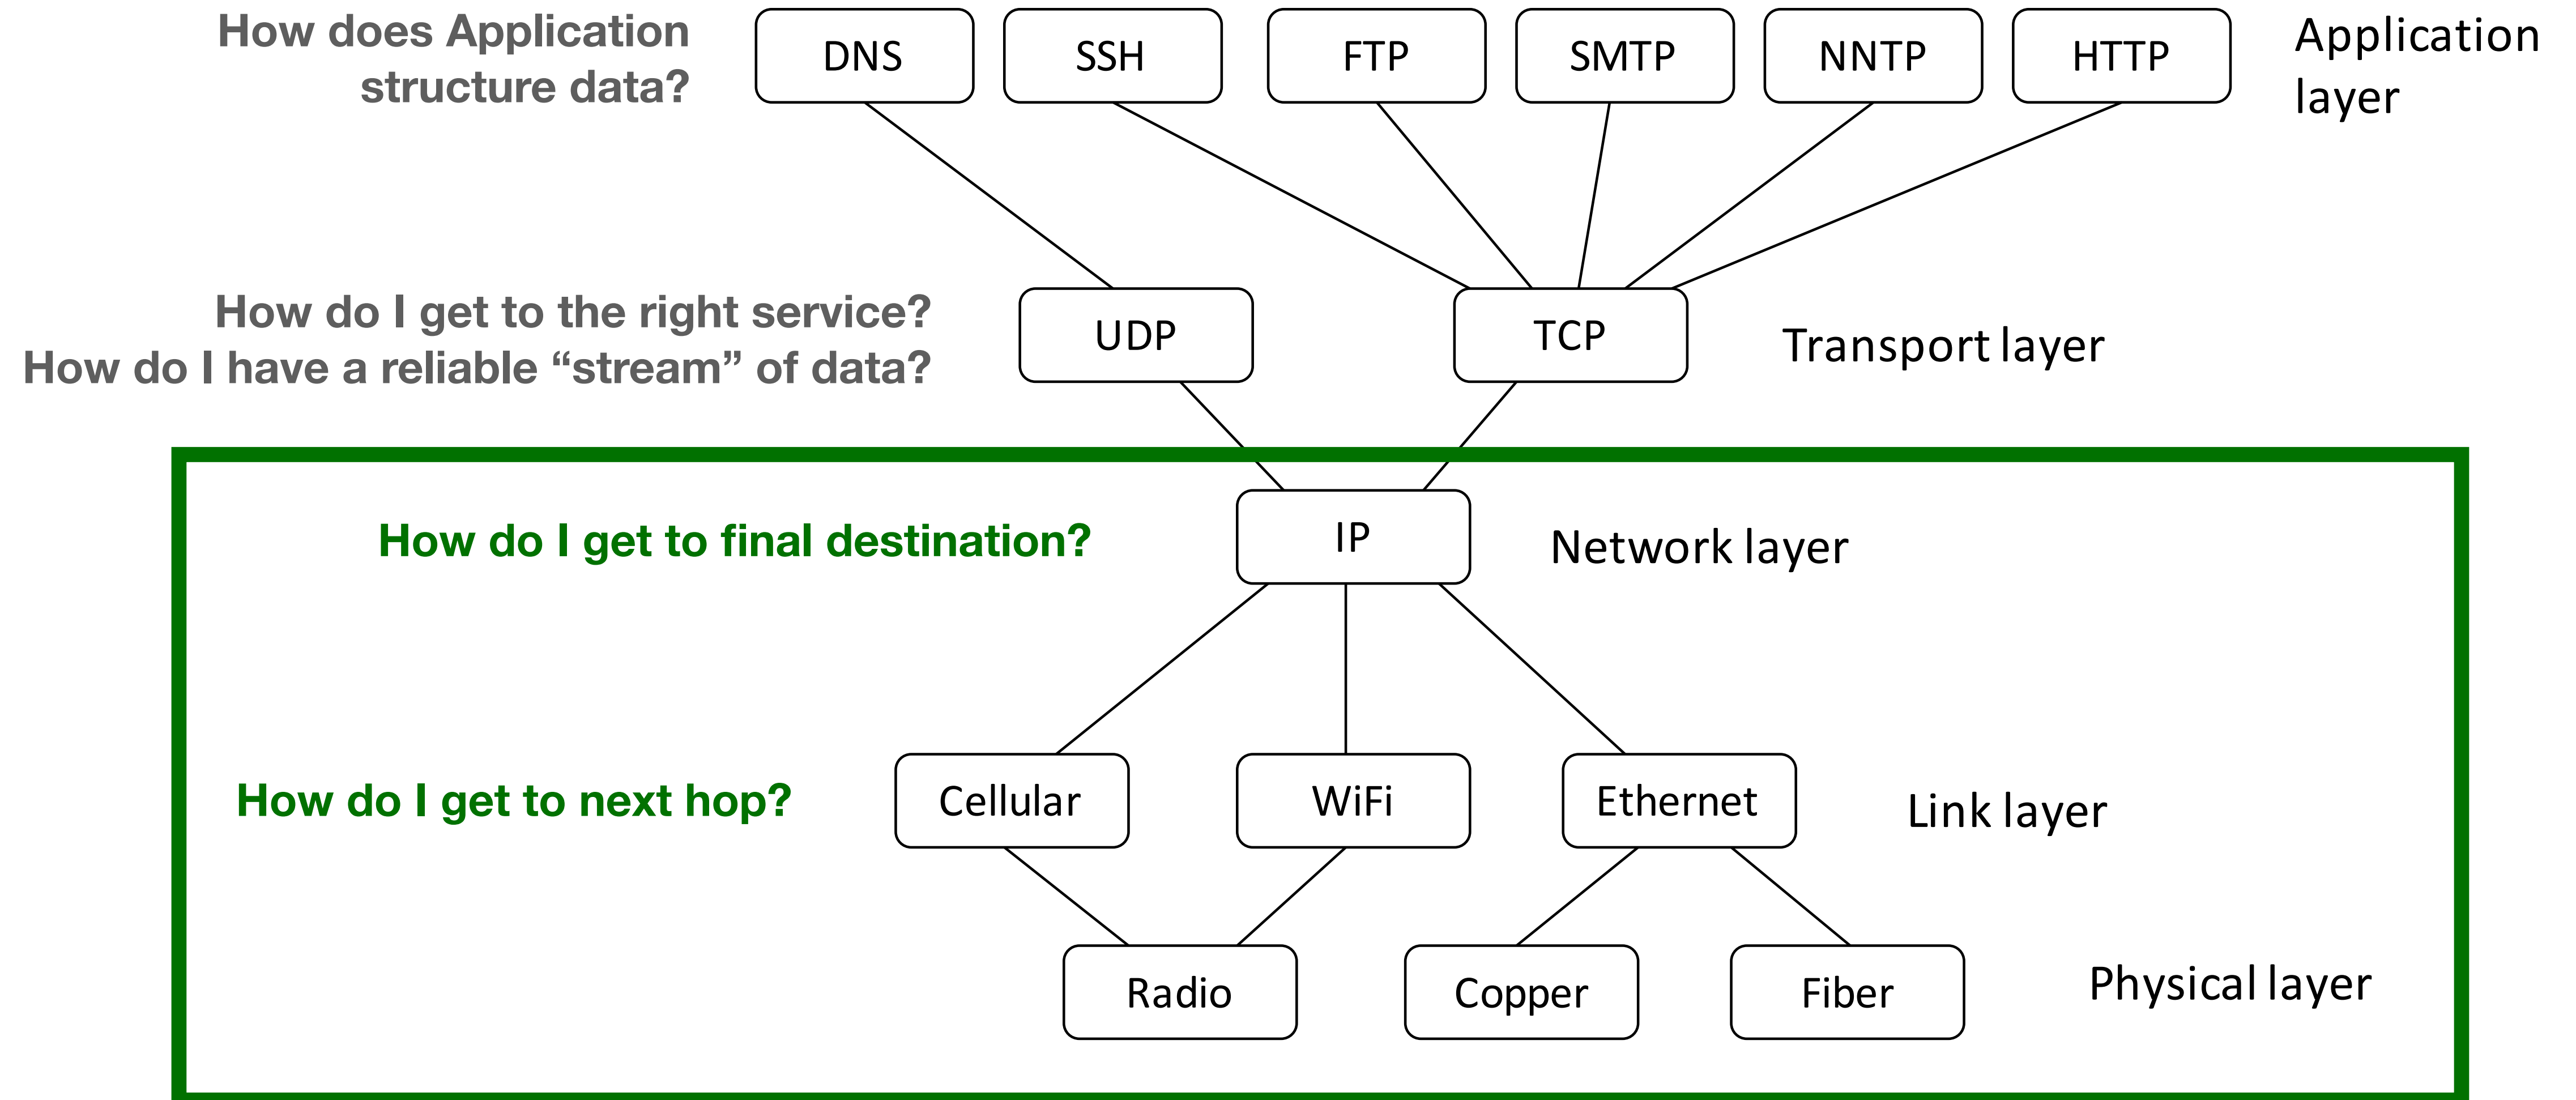 How does Application
structure data?
DNS
SSH
FTP
SMTP
NNTP
HTTP
Application
layer
How do I get to the right service?
How do I have a reliable “stream” of data?
UDP
TCP
Transport layer
How do I get to final destination?
IP
Network layer
How do I get to next hop?
Cellular
WiFi
Ethernet
Link layer
Radio
Copper
Fiber
Physical layer